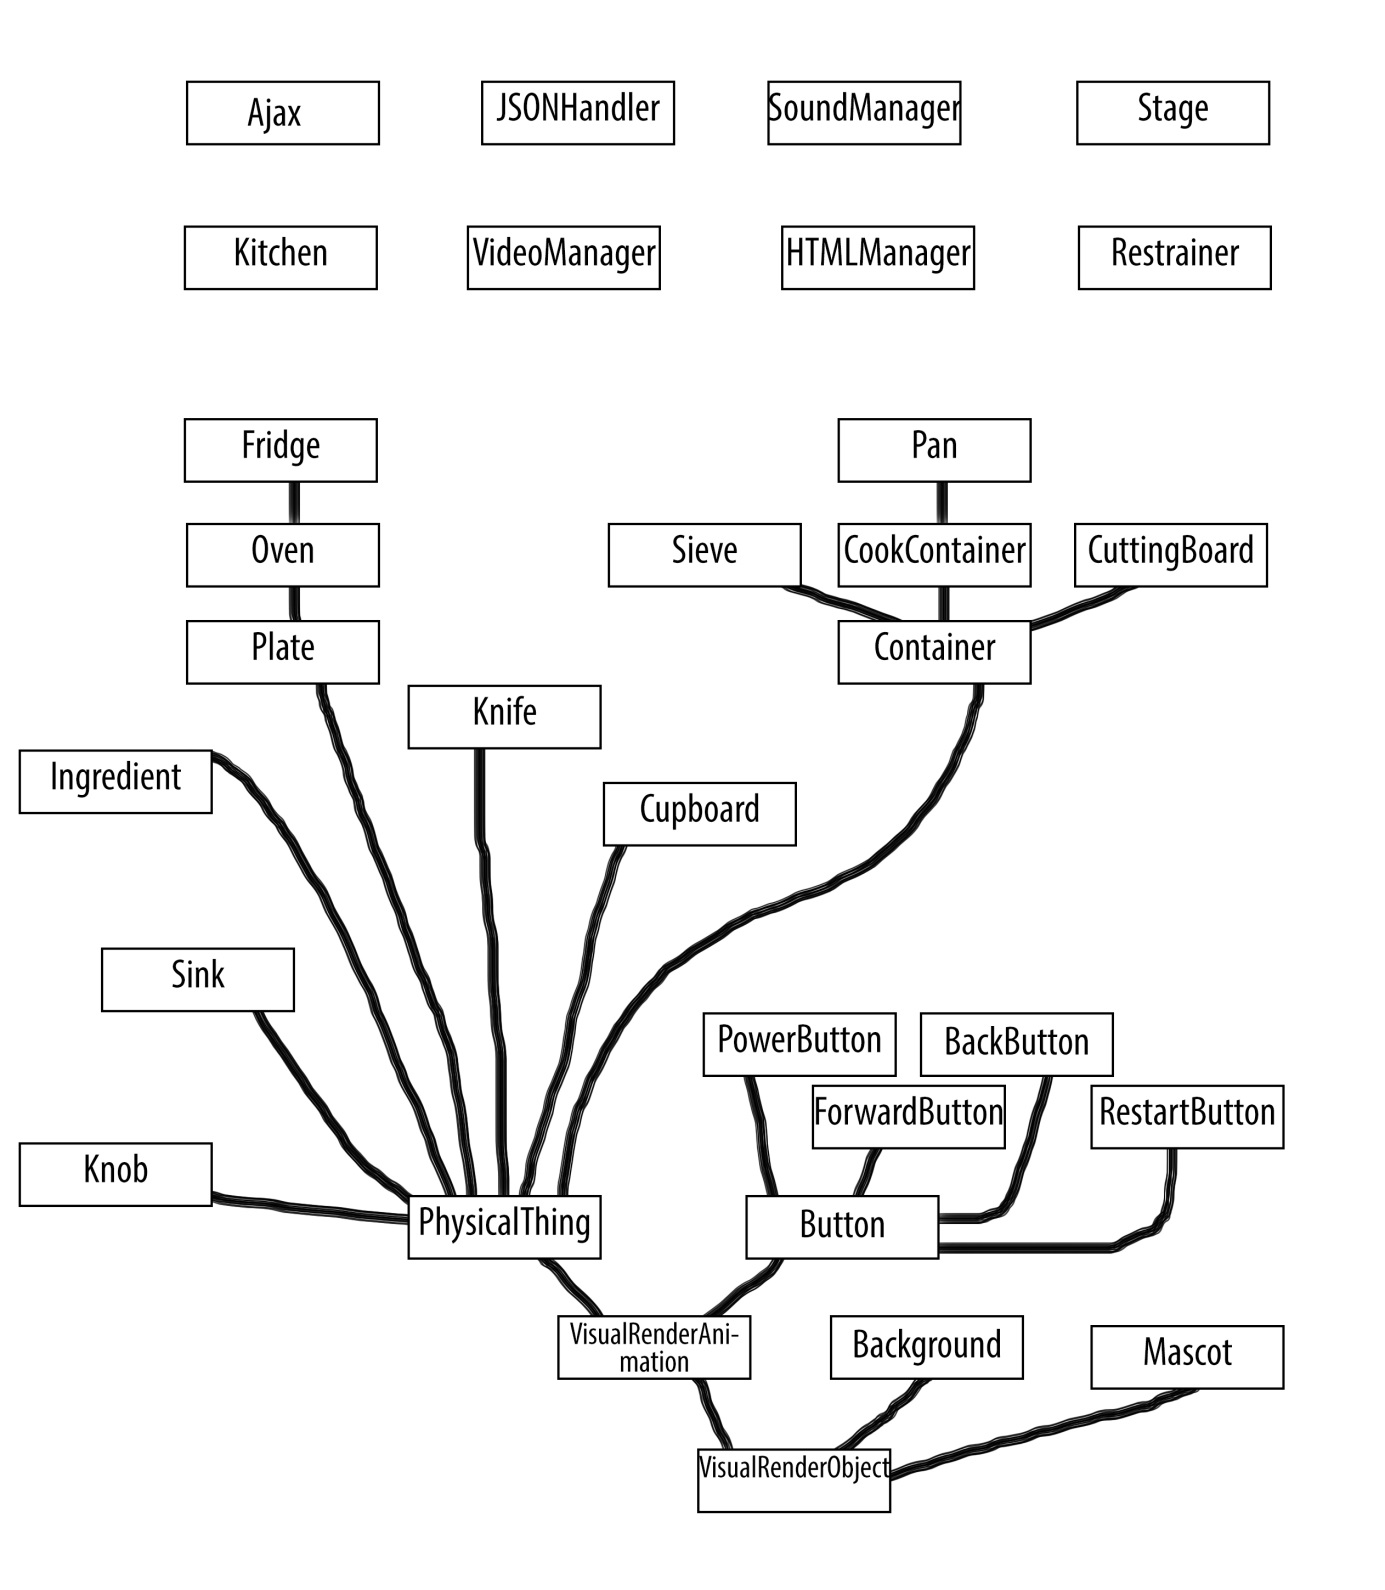 Ajax
JSONHandler
SoundManager
Stage
Kitchen
VideoManager
HTMLManager
Restrainer
Fridge
Pan
Oven
Sieve
CookContainer
CuttingBoard
Plate
Container
Knife
Ingredient
Cupboard
Sink
PowerButton
BackButton
ForwardButton
RestartButton
Knob
PhysicalThing
Button
VisualRenderAni-
mation
Background
Mascot
VisualRenderObject